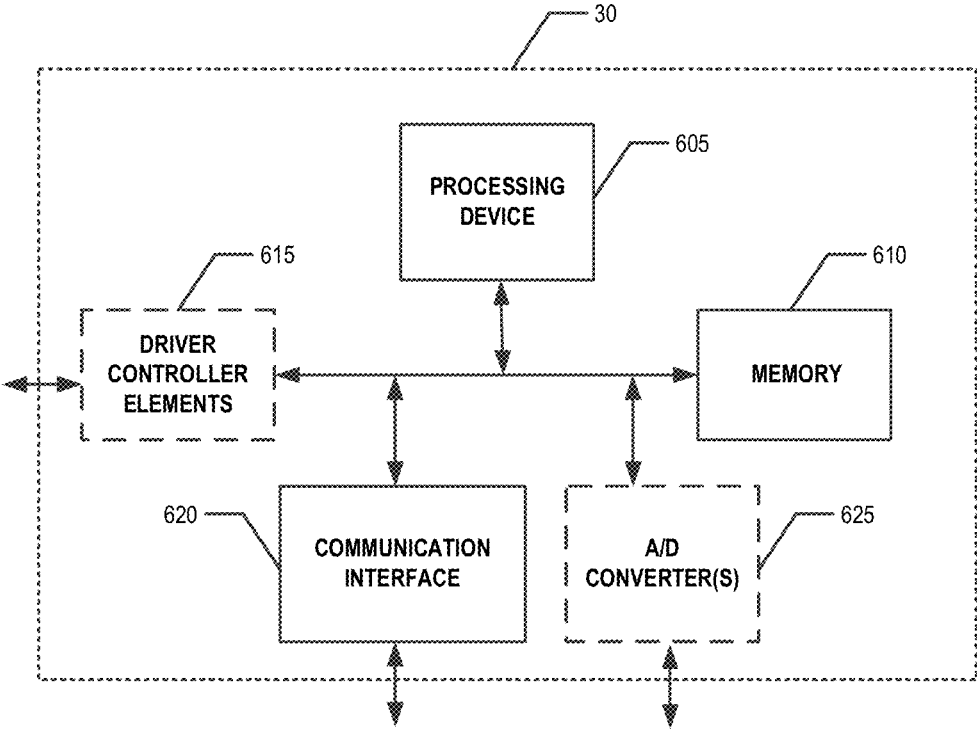 30
605
PROCESSING
DEVICE
615
610
DRIVER
CONTROLLER
ELEMENTS
MEMORY
620
625
COMMUNICATION
INTERFACE
A/D
CONVERTER(S)